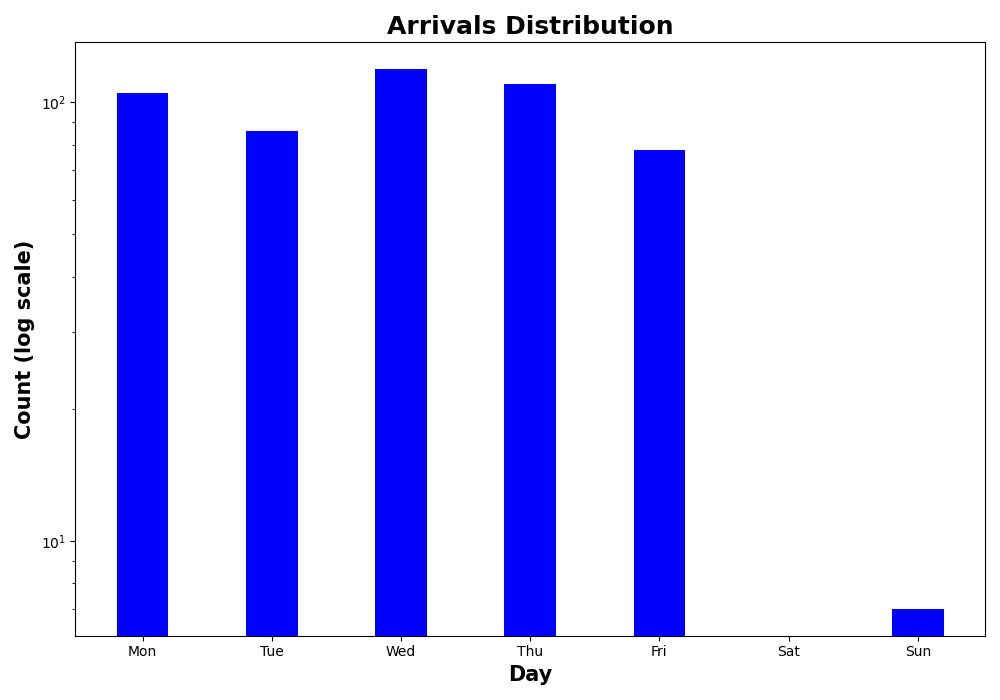 Arrivals Distribution
Count (log scale)
10²
10¹
Mon Tue Wed Thu Fri Sat Sun
Day